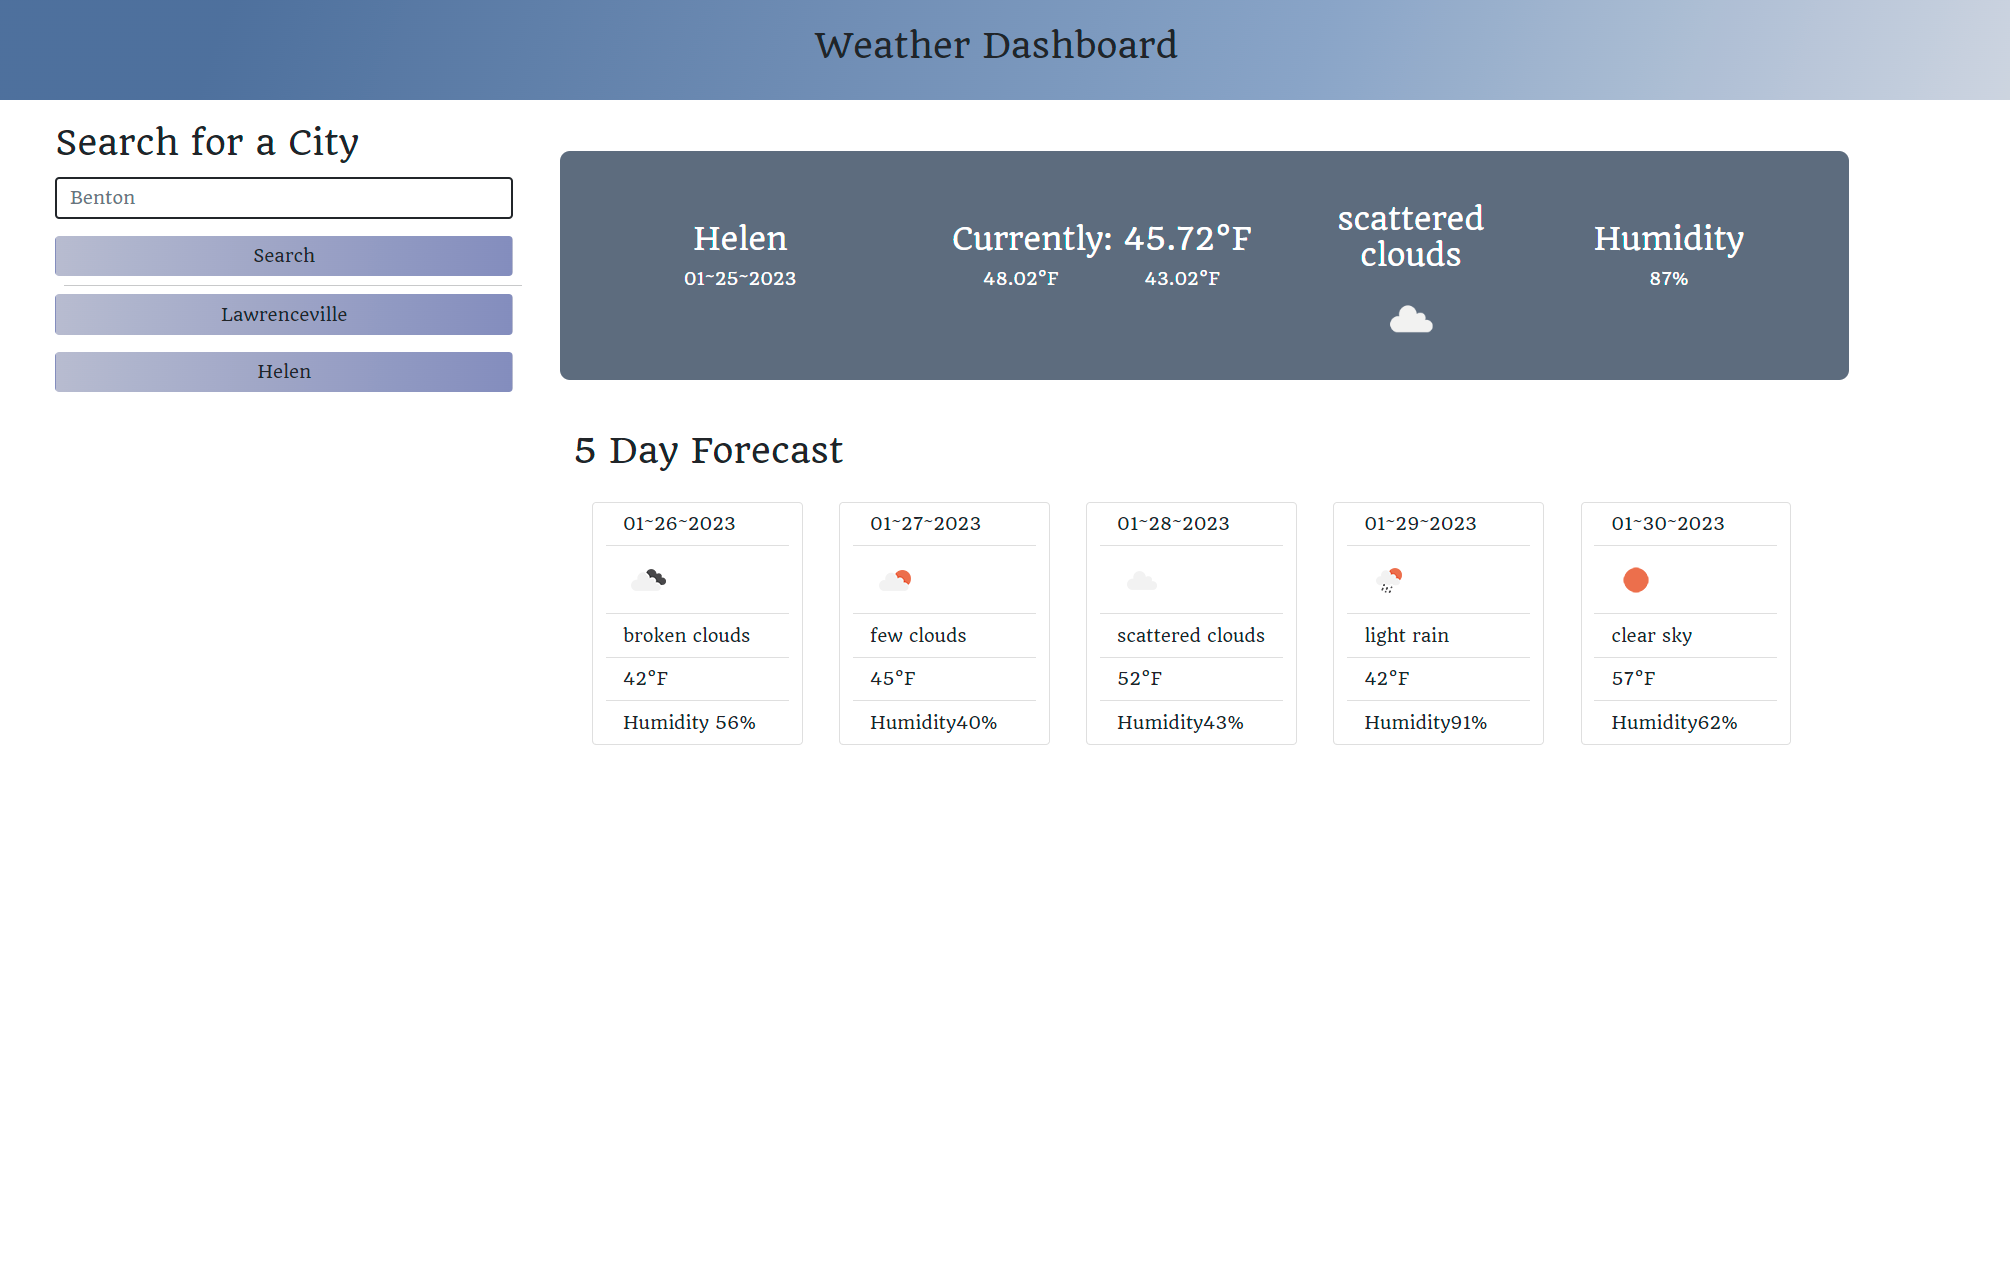 Weather Dashboard
Search for a City
Benton
Search
Lawrenceville
Helen
Helen
01~25~2023
Currently: 45.72°F
48.02°F 43.02°F
scattered
clouds
Humidity
87%
5 Day Forecast
01~26~2023
broken clouds
42°F
Humidity 56%
01~27~2023
few clouds
45°F
Humidity40%
01~28~2023
scattered clouds
52°F
Humidity43%
01~29~2023
light rain
42°F
Humidity91%
01~30~2023
clear sky
57°F
Humidity62%